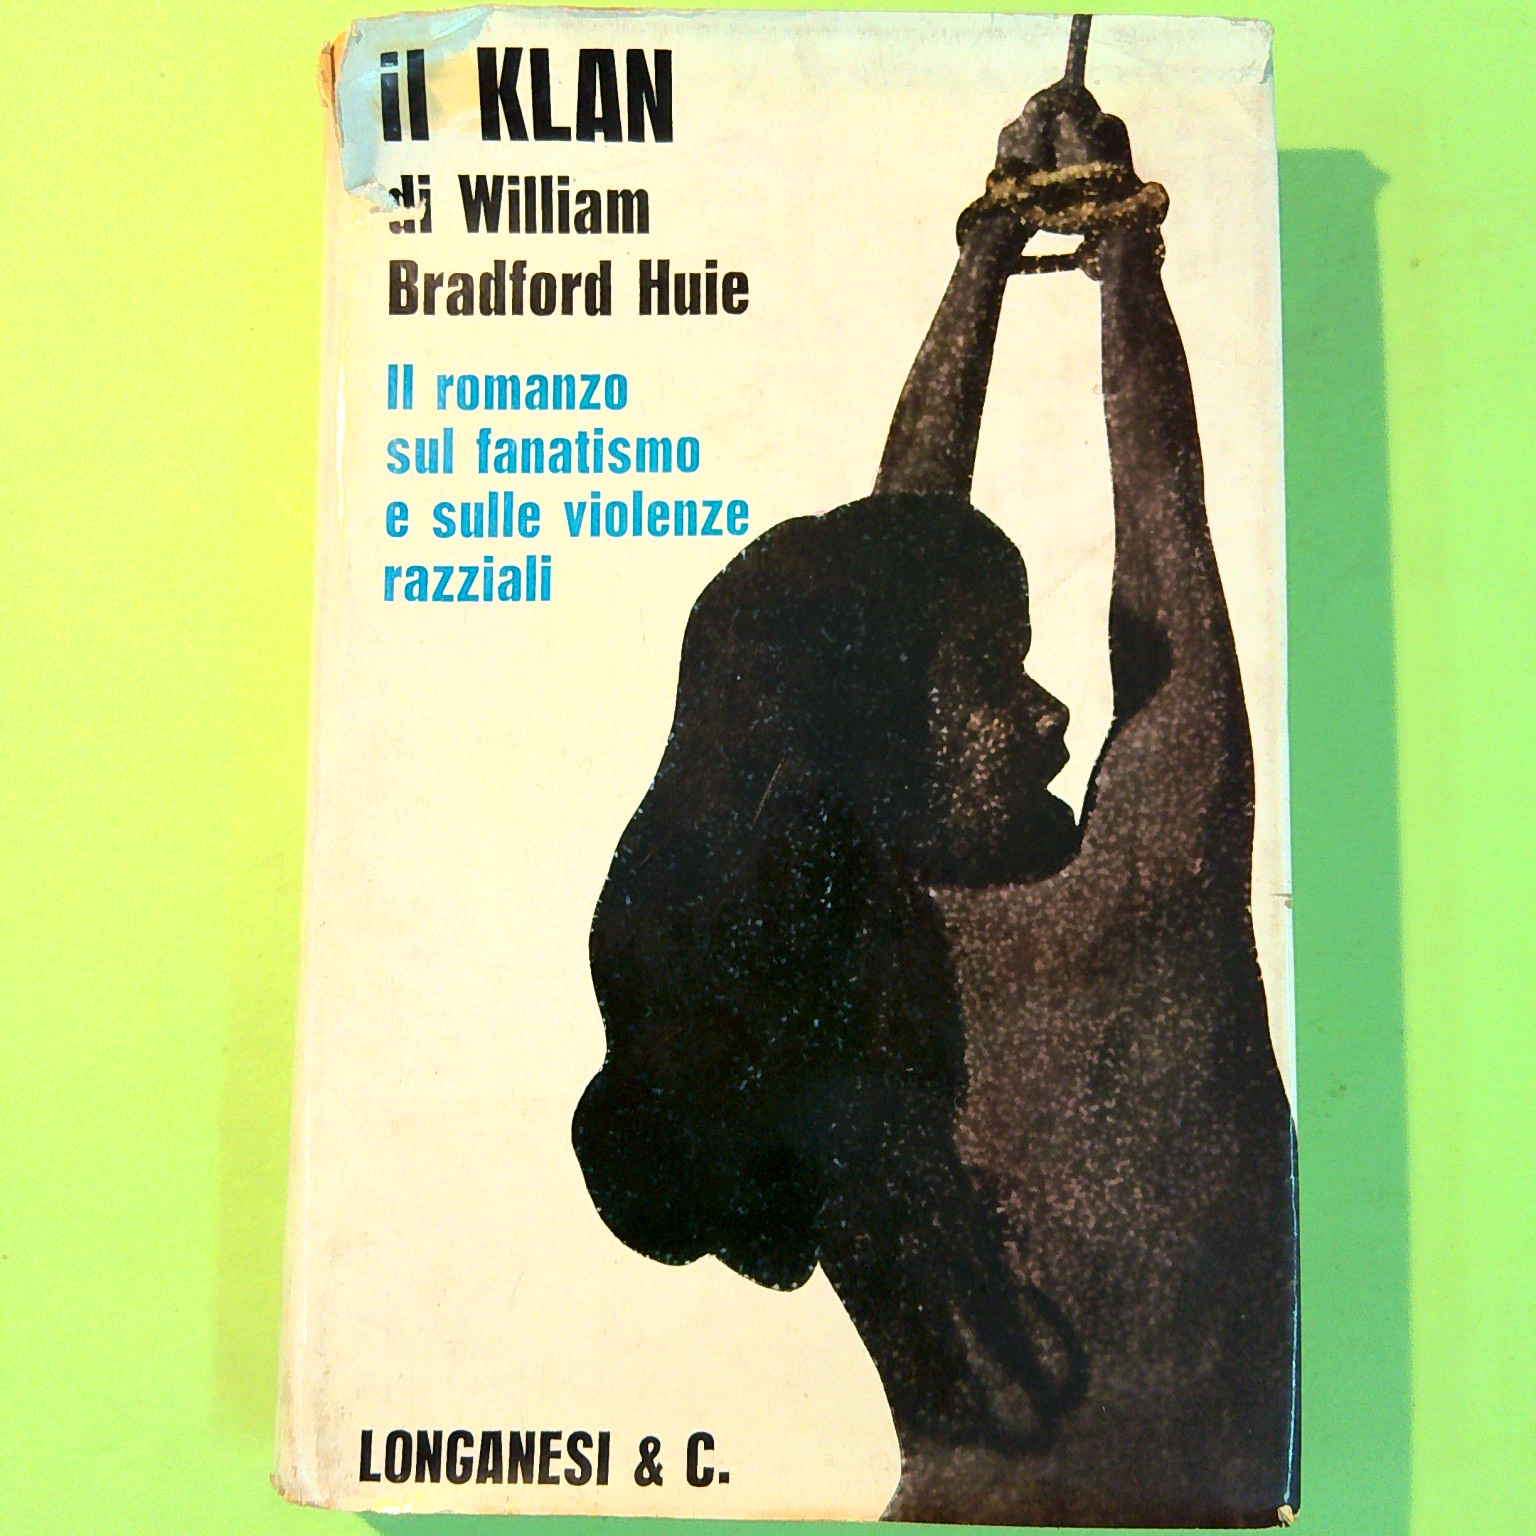 il KLAN
di William
Bradford Huie
Il romanzo
sul fanatismo
e sulle violenze
razziali
LONGANESI & C.